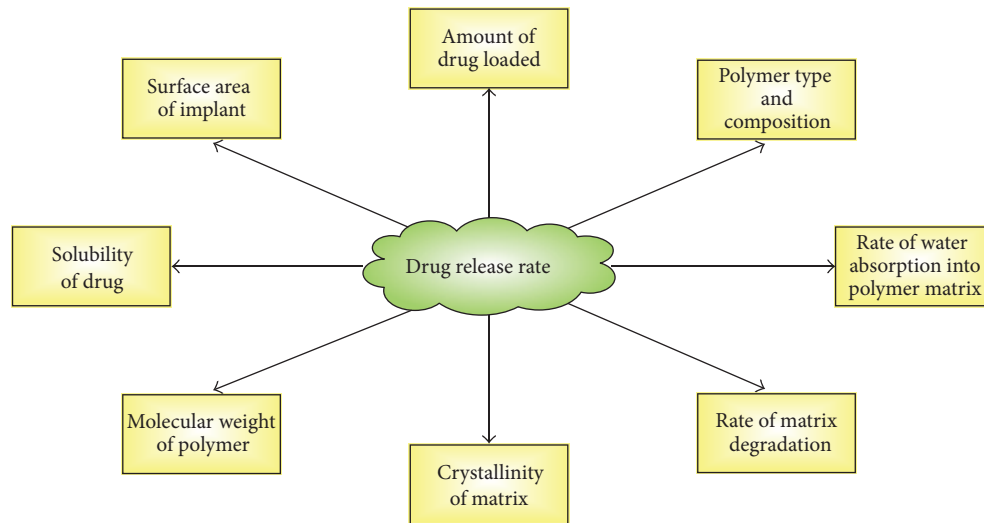 Amount of
drug loaded
Surface area
of implant
Polymer type
and
composition
Solubility
of drug
Drug release rate
Rate of water
absorption into
polymer matrix
Molecular weight
of polymer
Crystallinity
of matrix
Rate of matrix
degradation